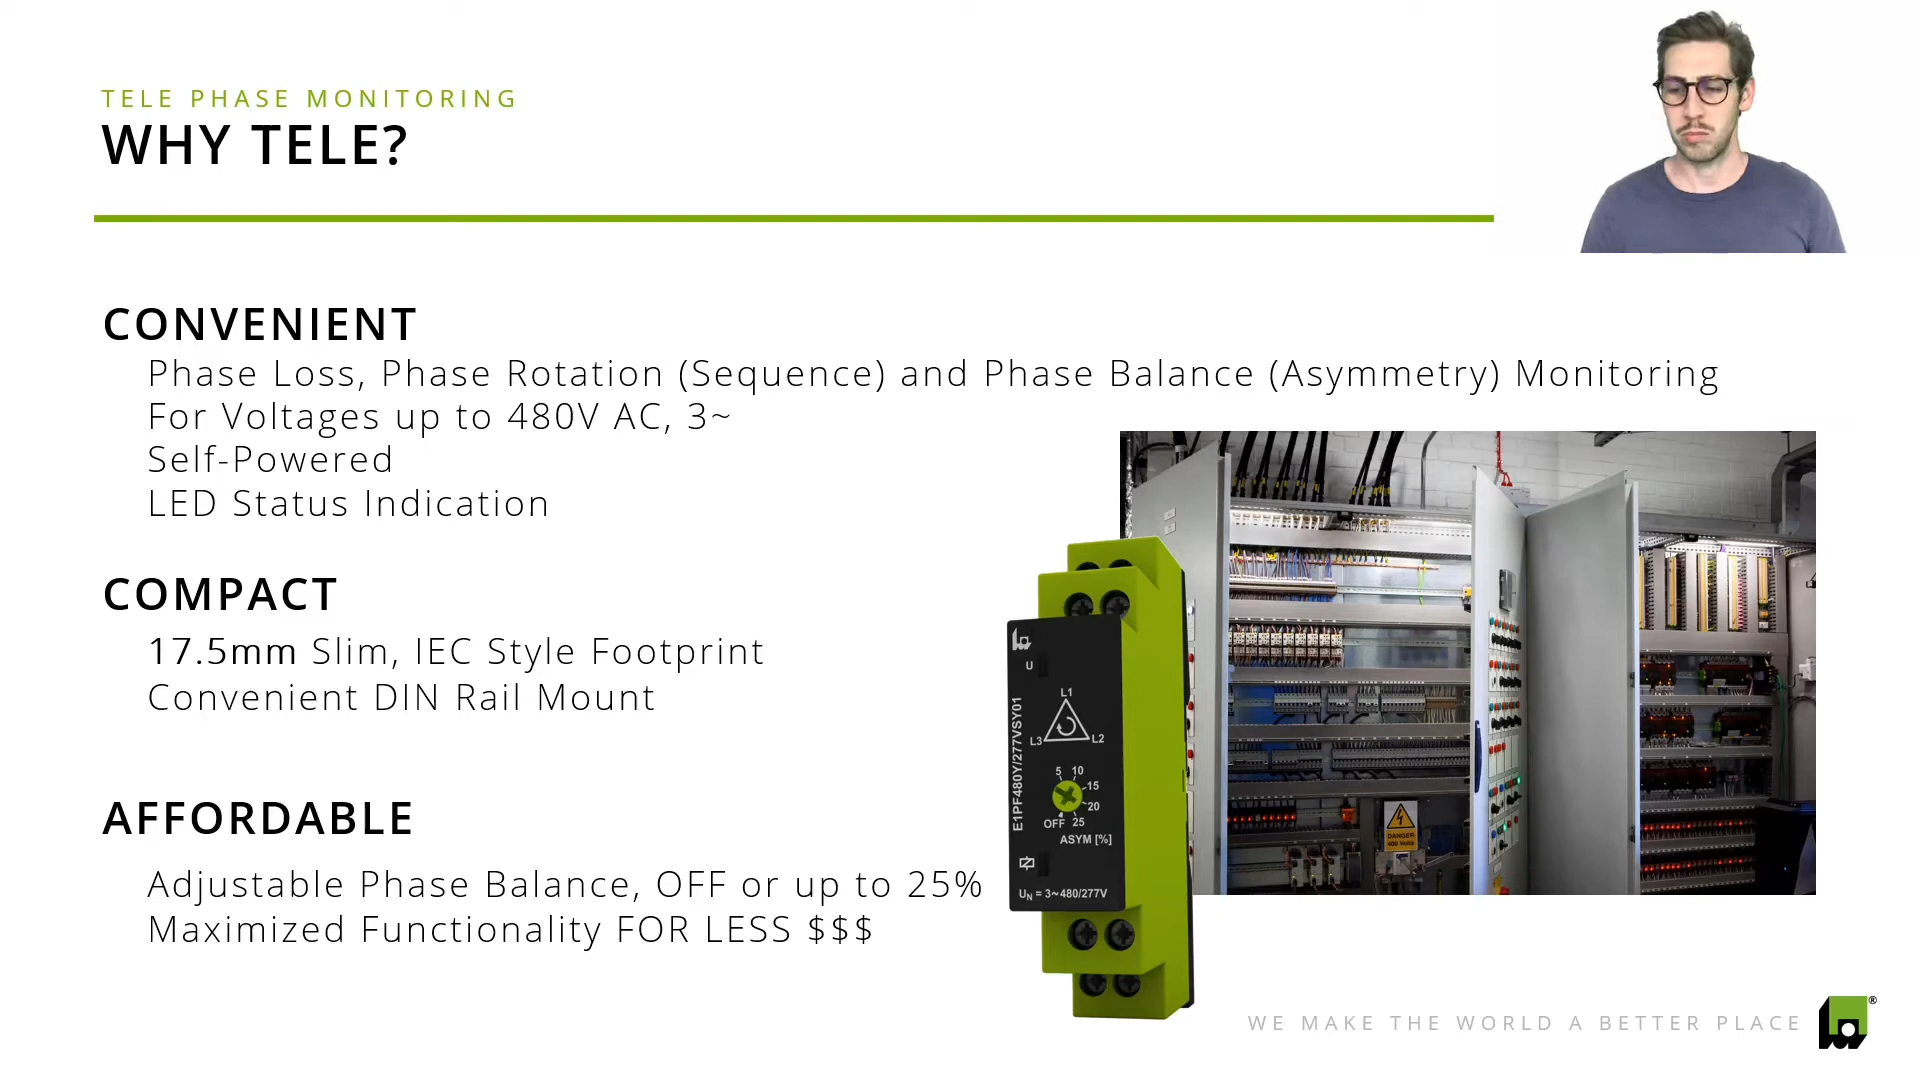 TELE PHASE MONITORING
WHY TELE?
CONVENIENT
Phase Loss, Phase Rotation (Sequence) and Phase Balance (Asymmetry) Monitoring
For Voltages up to 480V AC, 3~
Self-Powered
LED Status Indication
COMPACT
17.5mm Slim, IEC Style Footprint
Convenient DIN Rail Mount
AFFORDABLE
Adjustable Phase Balance, OFF or up to 25%
Maximized Functionality FOR LESS $$$
U
E1PF480Y/277VSY01
L1
L3 L2
5 10
15
20
OFF 25
ASYM [%]
UN = 3~480/277V
DANGER
400 Volts
WE MAKE THE WORLD A BETTER PLACE
®